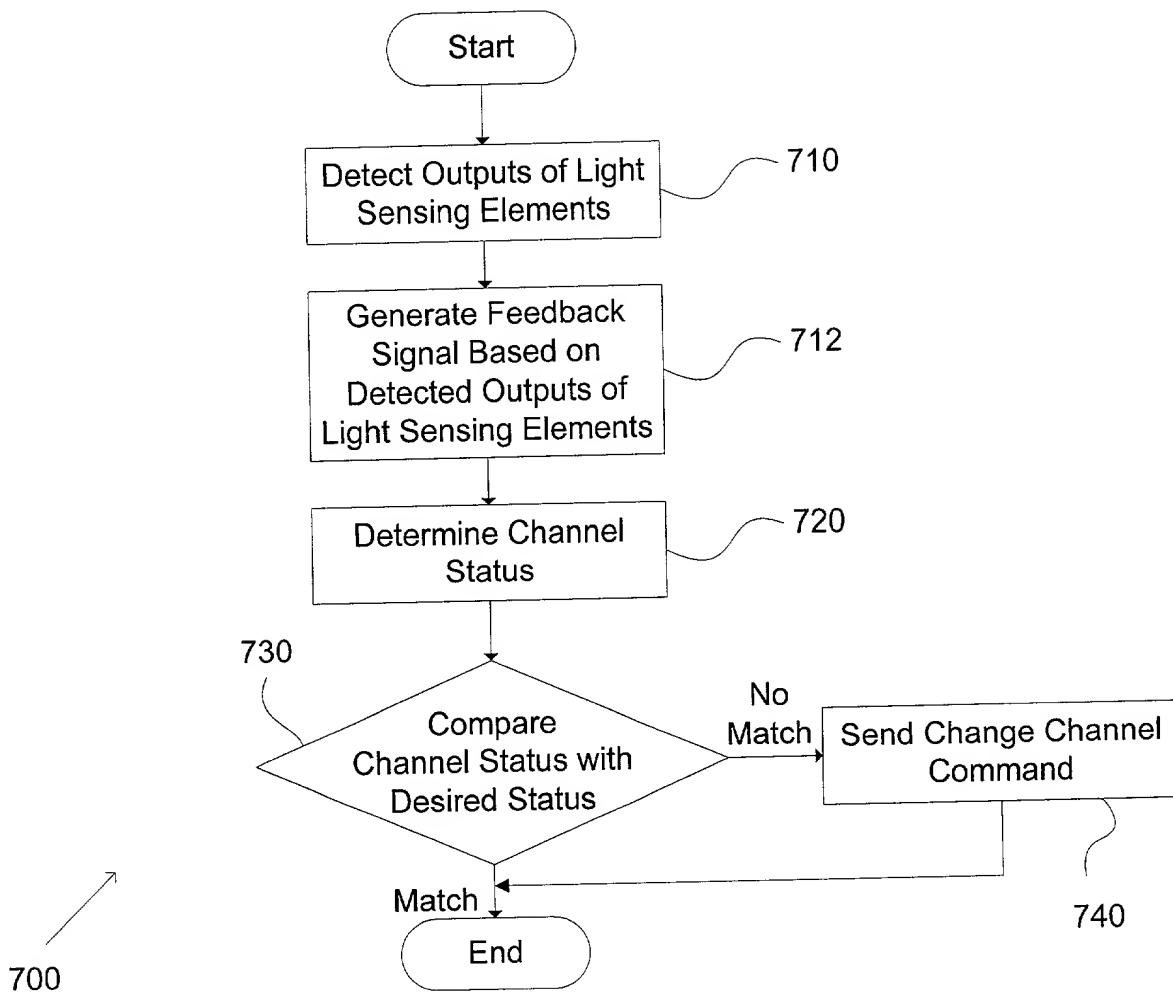 Start
Detect Outputs of Light
Sensing Elements
710
Generate Feedback
Signal Based on
Detected Outputs of
Light Sensing Elements
712
Determine Channel
Status
720
730
Compare
Channel Status with
Desired Status
No
Match
Send Change Channel
Command
740
Match
End
700